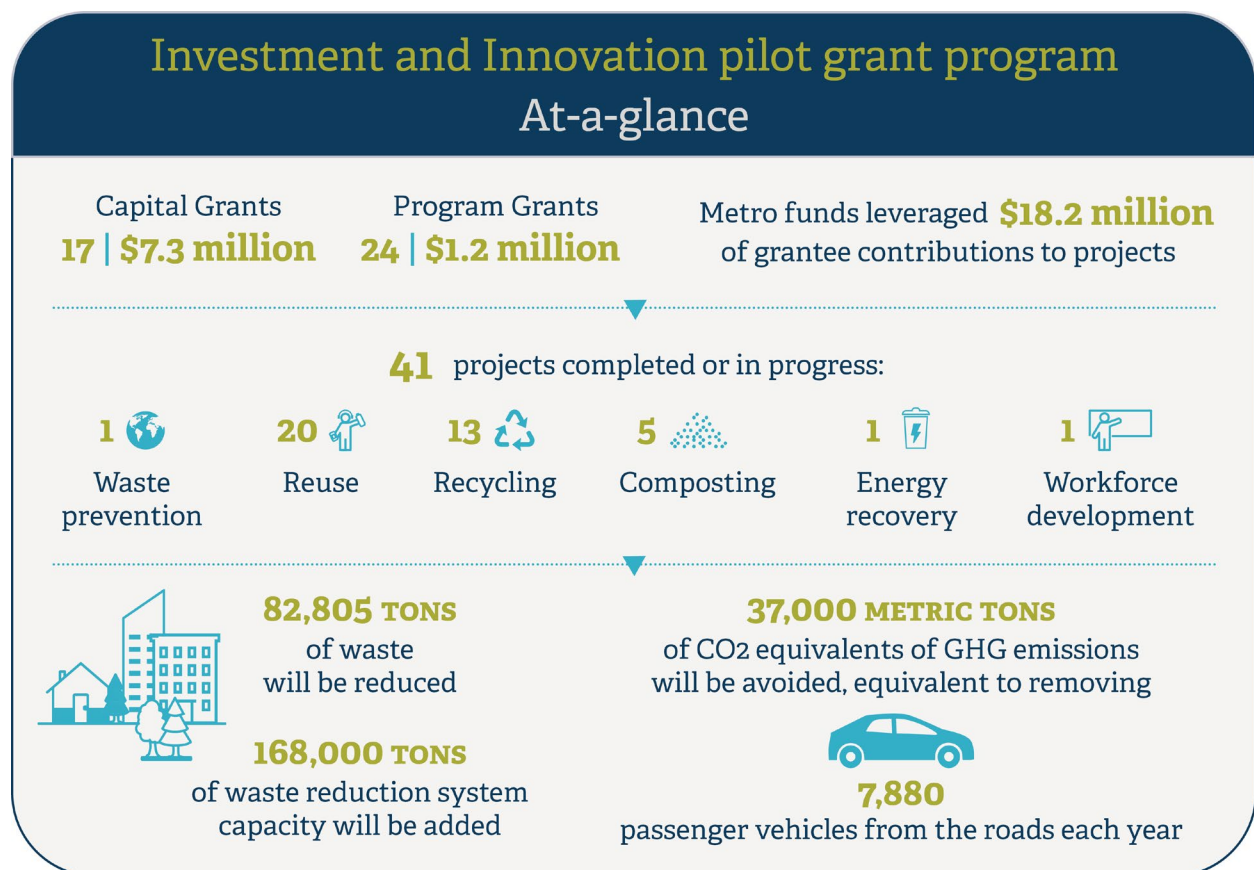 Investment and Innovation pilot grant program
At-a-glance
Capital Grants
17 | $7.3 million
Program Grants
24 | $1.2 million
Metro funds leveraged $18.2 million
of grantee contributions to projects
41 projects completed or in progress:
1
Waste
prevention
20
Reuse
13
Recycling
5
Composting
1
Energy
recovery
1
Workforce
development
82,805 TONS
of waste
will be reduced
168,000 TONS
of waste reduction system
capacity will be added
37,000 METRIC TONS
of CO2 equivalents of GHG emissions
will be avoided, equivalent to removing
7,880
passenger vehicles from the roads each year